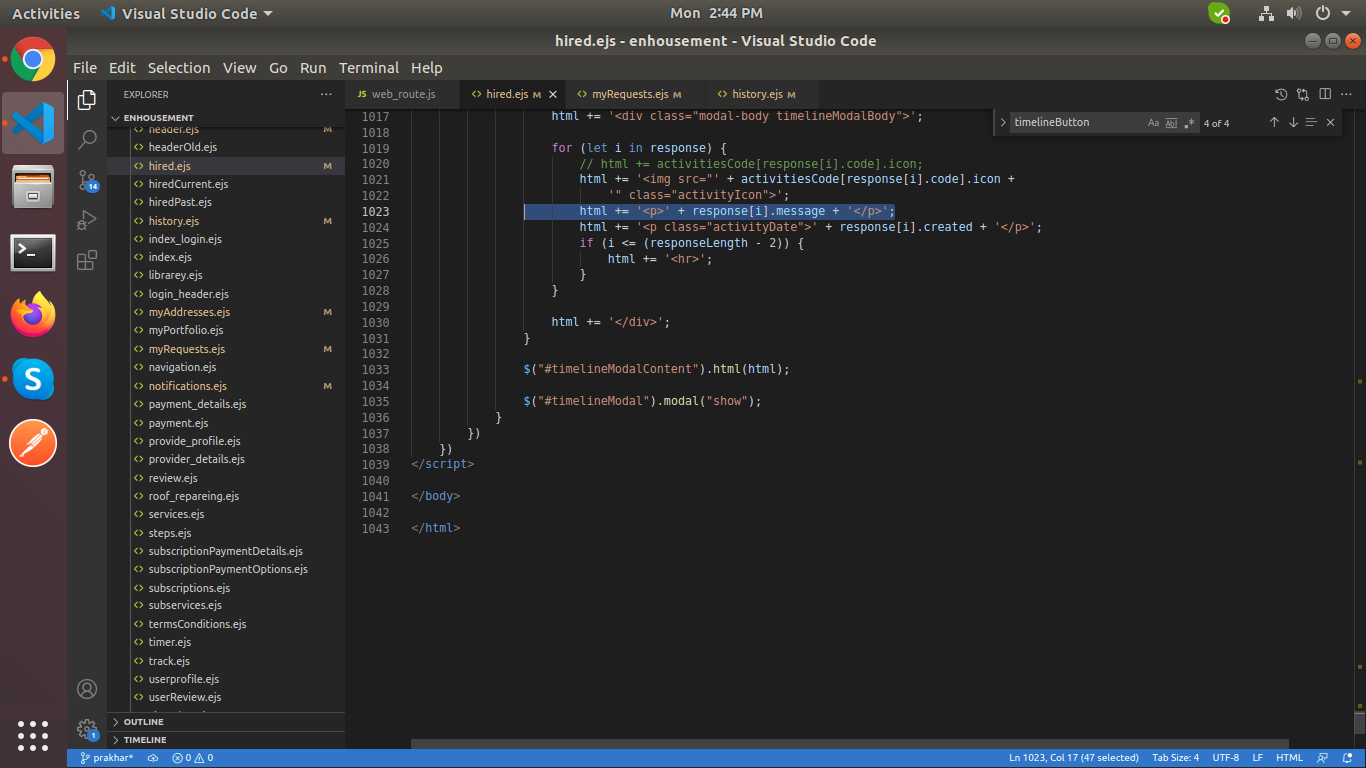 Activities
Visual Studio Code
Mon 2:44 PM
hired.ejs - enhousement - Visual Studio Code
File Edit Selection View Go Run Terminal Help
EXPLORER
ENHOUSEMENT
header.ejs M
headerOld.ejs
hired.ejs M
hiredCurrent.ejs
hiredPast.ejs
history.ejs M
index_login.ejs
index.ejs
librarey.ejs
login_header.ejs
myAddresses.ejs M
myPortfolio.ejs
myRequests.ejs M
navigation.ejs
notifications.ejs M
payment_details.ejs
payment.ejs
provide_profile.ejs
provider_details.ejs
review.ejs
roof_repareing.ejs
services.ejs
steps.ejs
subscriptionPaymentDetails.ejs
subscriptionPaymentOptions.ejs
subscriptions.ejs
subservices.ejs
termsConditions.ejs
timer.ejs
track.ejs
userprofile.ejs
userReview.ejs
OUTLINE
TIMELINE
14
1
JS web_route.js
hired.ejs M
myRequests.ejs M
history.ejs M
timelineButton Aa Abl .* 4 of 4
1017 html += '<div class="modal-body timelineModalBody">';
1018
1019 for (let i in response) {
1020 // html += activitiesCode[response[i].code].icon;
1021 html += '<img src="' + activitiesCode[response[i].code].icon +
1022 '" class="activityIcon">';
1023 html += '<p>' + response[i].message + '</p>';
1024 html += '<p class="activityDate">' + response[i].created + '</p>';
1025 if (i <= (responseLength - 2)) {
1026 html += '<hr>';
1027 }
1028 }
1029
1030 html += '</div>';
1031 }
1032
1033 $("#timelineModalContent").html(html);
1034
1035 $("#timelineModal").modal("show");
1036 }
1037 })
1038 })
1039 </script>
1040
1041 </body>
1042
1043 </html>
prakhar* 0 0
Ln 1023, Col 17 (47 selected) Tab Size: 4 UTF-8 LF HTML